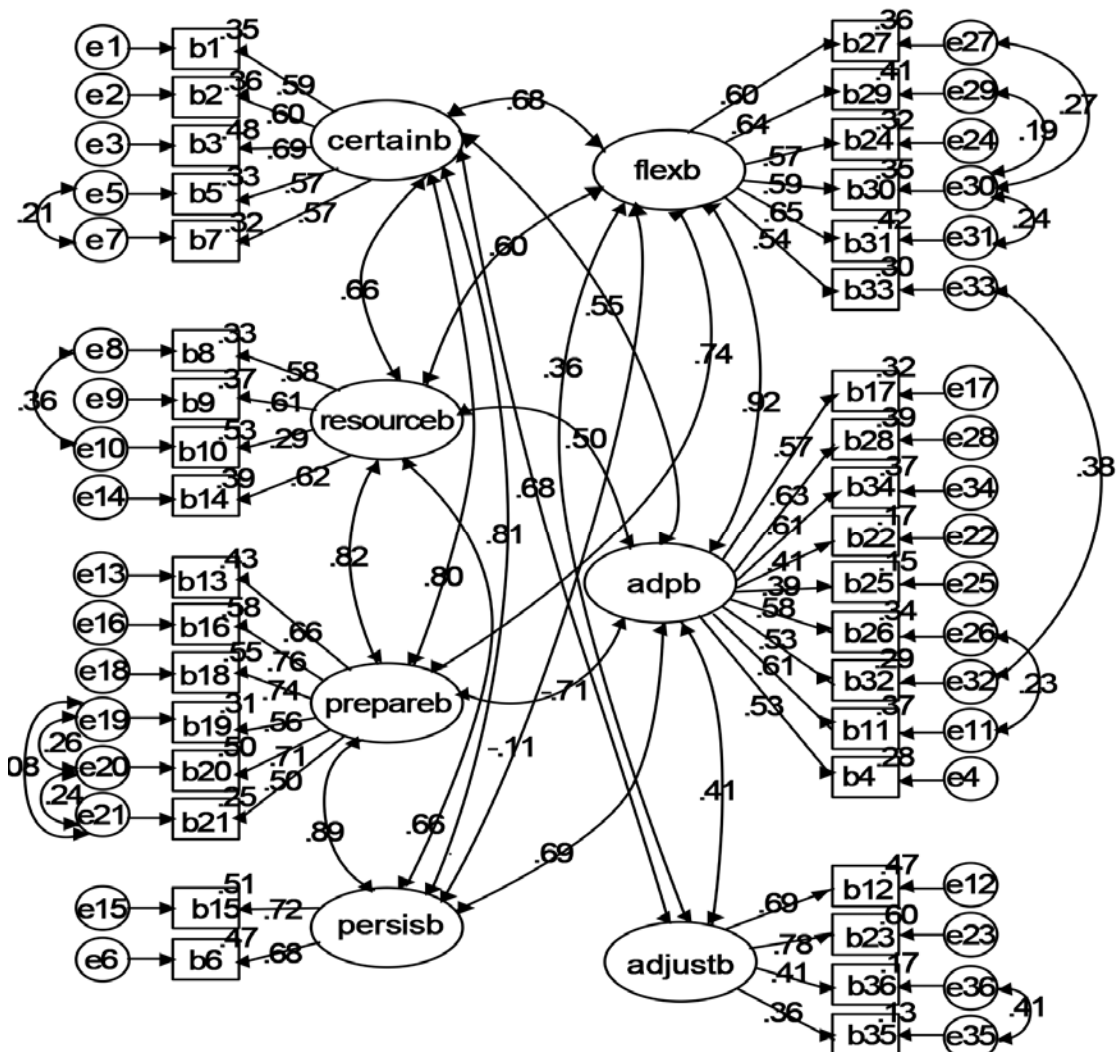 e1 b1 .35
e2 b2 .36
e3 b3 .48
e5 b5 .33
e7 b7 .32
.21
.59
.60
.69
.57
.57
certainb
e8 b8 .33
e9 b9 .37
e10 b10 .53
e14 b14 .39
.36
.58
.61
.29
.62
resourceb
e13 b13 .43
e16 b16 .58
e18 b18 .55
e19 b19 .31
e20 b20 .50
e21 b21 .25
.26
.24
.66
.76
.74
.56
.71
.50
prepareb
e15 b15 .51
e6 b6 .47
.72
.68
persisb
.68
.66
.60
.55
.36
.74
.92
.50
.68
.81
.82
.80
-.71
-.11
.41
.66
.89
.69
flexb
.60
.64
.57
.59
.65
.54
b27 .36 e27
b29 .41 e29
b24 .32 e24
b30 .35 e30
b31 .42 e31
b33 .30 e33
.27
.19
.24
.38
adpb
.57
.63
.61
.41
.39
.58
.53
.61
.53
b17 .32 e17
b28 .39 e28
b34 .37 e34
b22 .17 e22
b25 .15 e25
b26 .34 e26
b32 .29 e32
b11 .37 e11
b4 .28 e4
.23
adjustb
.69
.78
.41
.36
b12 .47 e12
b23 .60 e23
b36 .17 e36
b35 .13 e35
.41